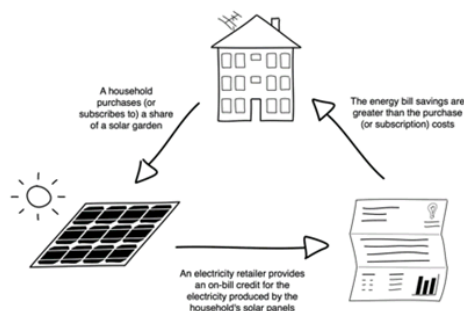 A household
purchases (or
subscribes to) a share
of a solar garden
The energy bill savings are
greater than the purchase
(or subscription) costs
An electricity retailer provides
an on-bill credit for the
electricity produced by the
household's solar panels